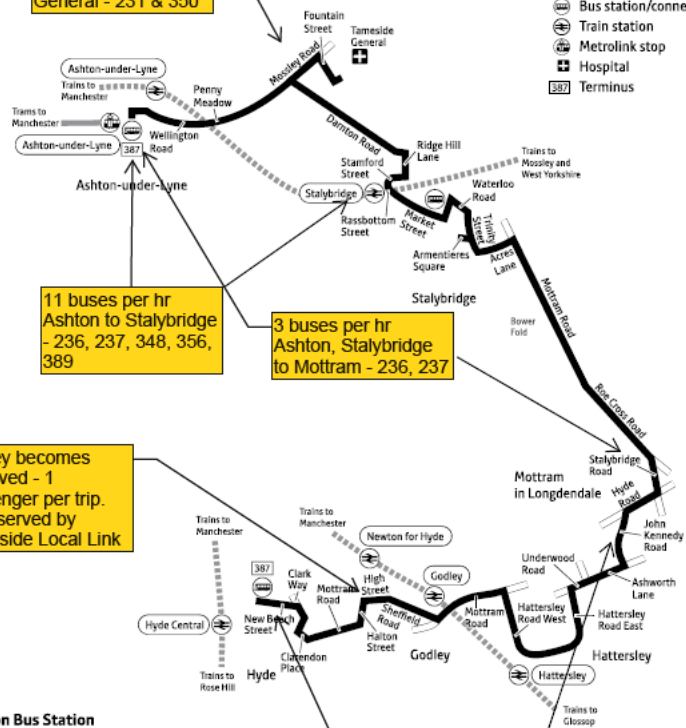 General - 231 & 350
Bus station/conne
Train station
Metrolink stop
Hospital
387 Terminus
Fountain
Street
Tameside
General
Mossley Road
Ashton-under-Lyne
Trains to
Manchester
Penny
Meadow
Trams to
Manchester
Ashton-under-Lyne
387
Wellington
Road
Ashton-under-Lyne
Darnton Road
Ridge Hill
Lane
Stamford
Street
Trains to
Mossley and
West Yorkshire
Stalybridge
Waterloo
Road
Rassbottom
Street
Market
Street
Trinity
Street
Armentieres
Square
Acres
Lane
Stalybridge
Mottram Road
Bower
Fold
11 buses per hr
Ashton to Stalybridge
- 236, 237, 348, 356,
389
3 buses per hr
Ashton, Stalybridge
to Mottram - 236, 237
Roe Cross Road
Stalybridge
Road
Mottram
in Longdendale
Hyde
Road
John
Kennedy
Road
ey becomes
ved - 1
enger per trip.
served by
side Local Link
Trains to
Manchester
Trains to
Manchester
Newton for Hyde
Underwood
Road
Ashworth
Lane
387
Clark
Way
Mottram
Road
High
Street
Godley
Sheffield
Road
Mottram
Road
Hattersley
Road West
Hattersley
Road East
Hyde Central
New Beach
Street
Clarendon
Place
Halton
Street
Godley
Hattersley
Hattersley
Trains to
Rose Hill
Hyde
Trains to
Glossop
on Bus Station